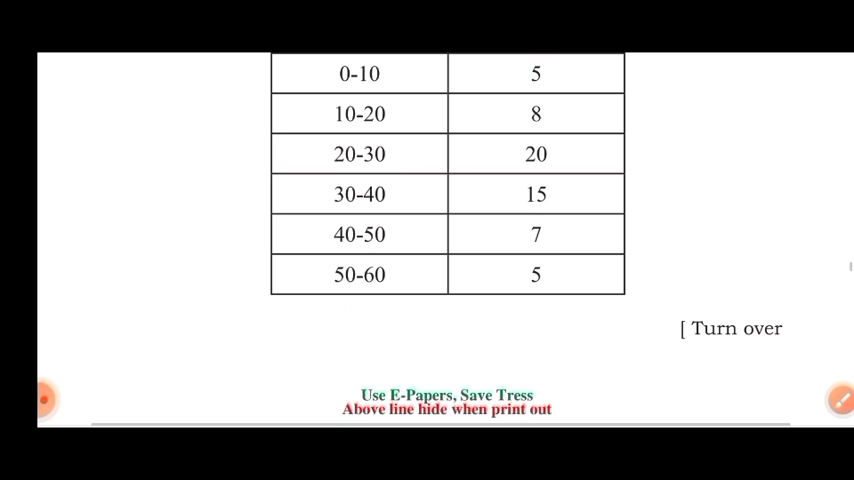 0-10 5
10-20 8
20-30 20
30-40 15
40-50 7
50-60 5
[ Turn over
Use E-Papers, Save Tress
Above line hide when print out